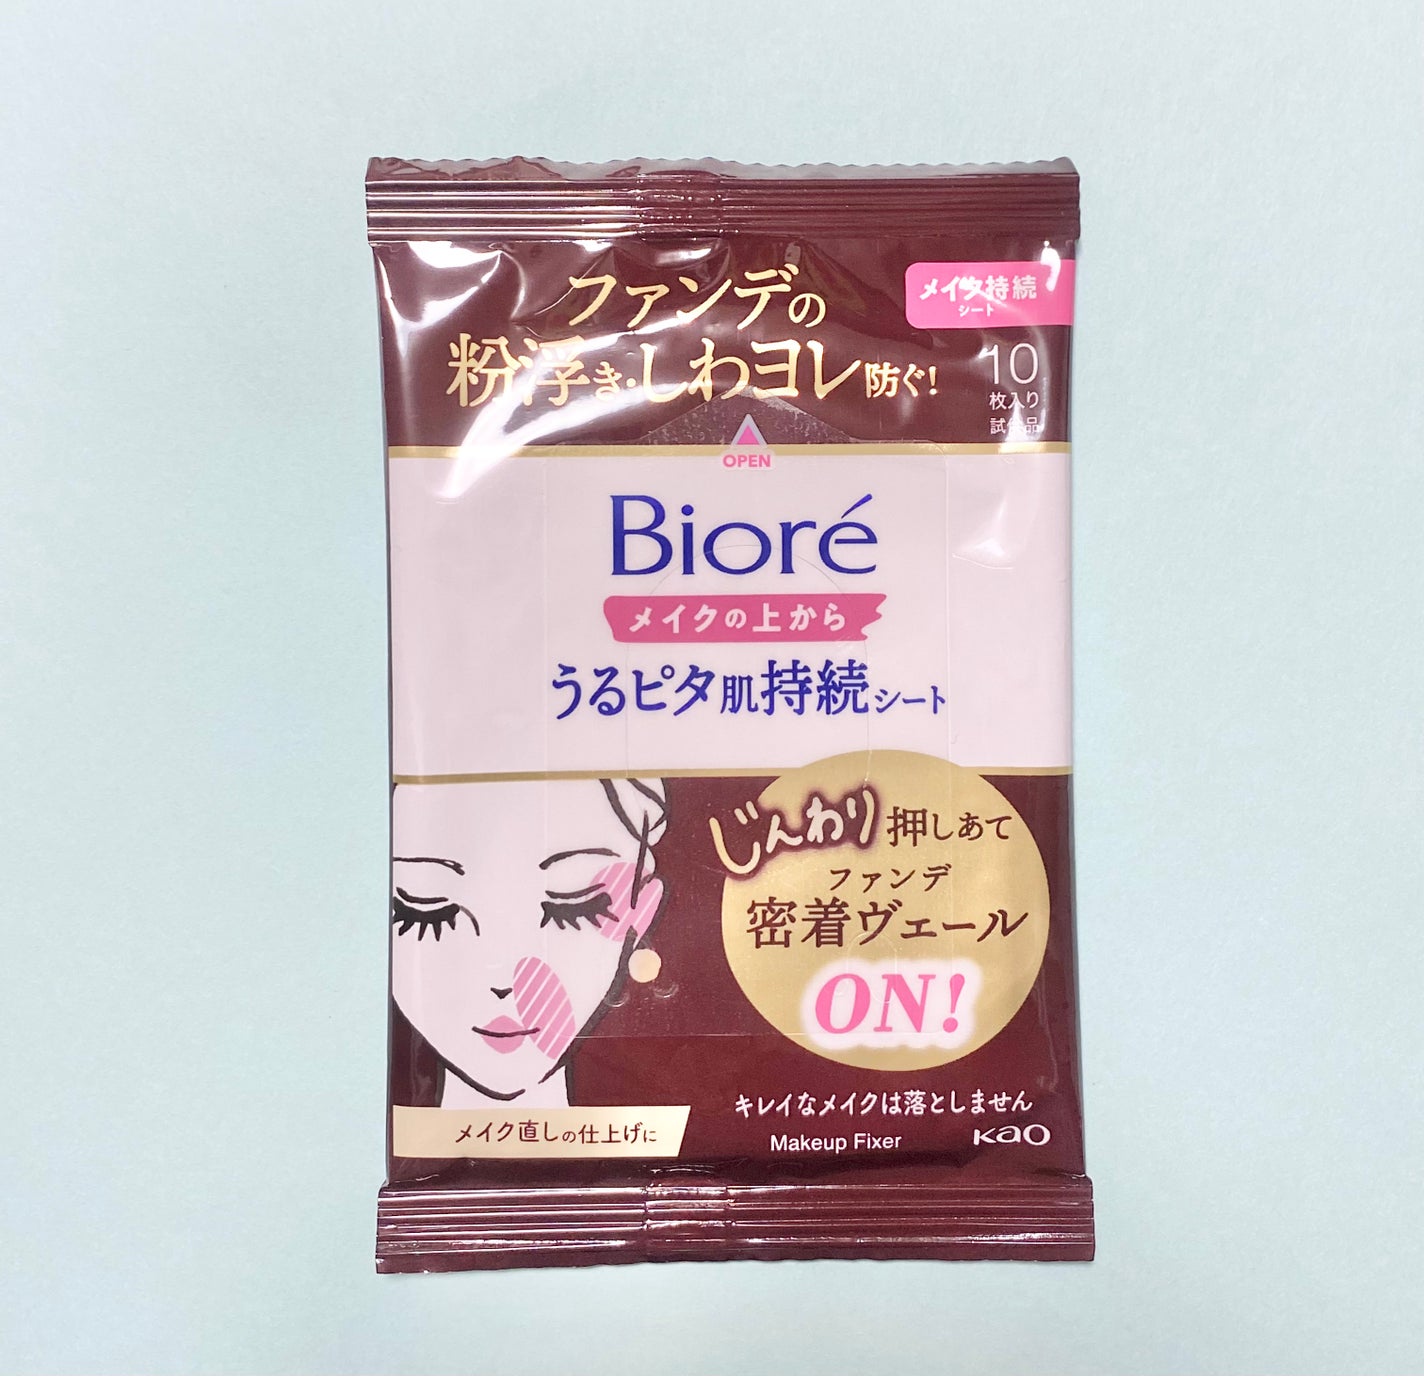 ファンデの
粉浮き・しわヨレ防ぐ!
メイク持続
シート
10
枚入り
試供品
OPEN
Bioré
メイクの上から
うるピタ肌持続シート
じんわり押しあて
ファンデ
密着ヴェール
ON!
メイク直しの仕上げに
キレイなメイクは落としません
Makeup Fixer
Kao